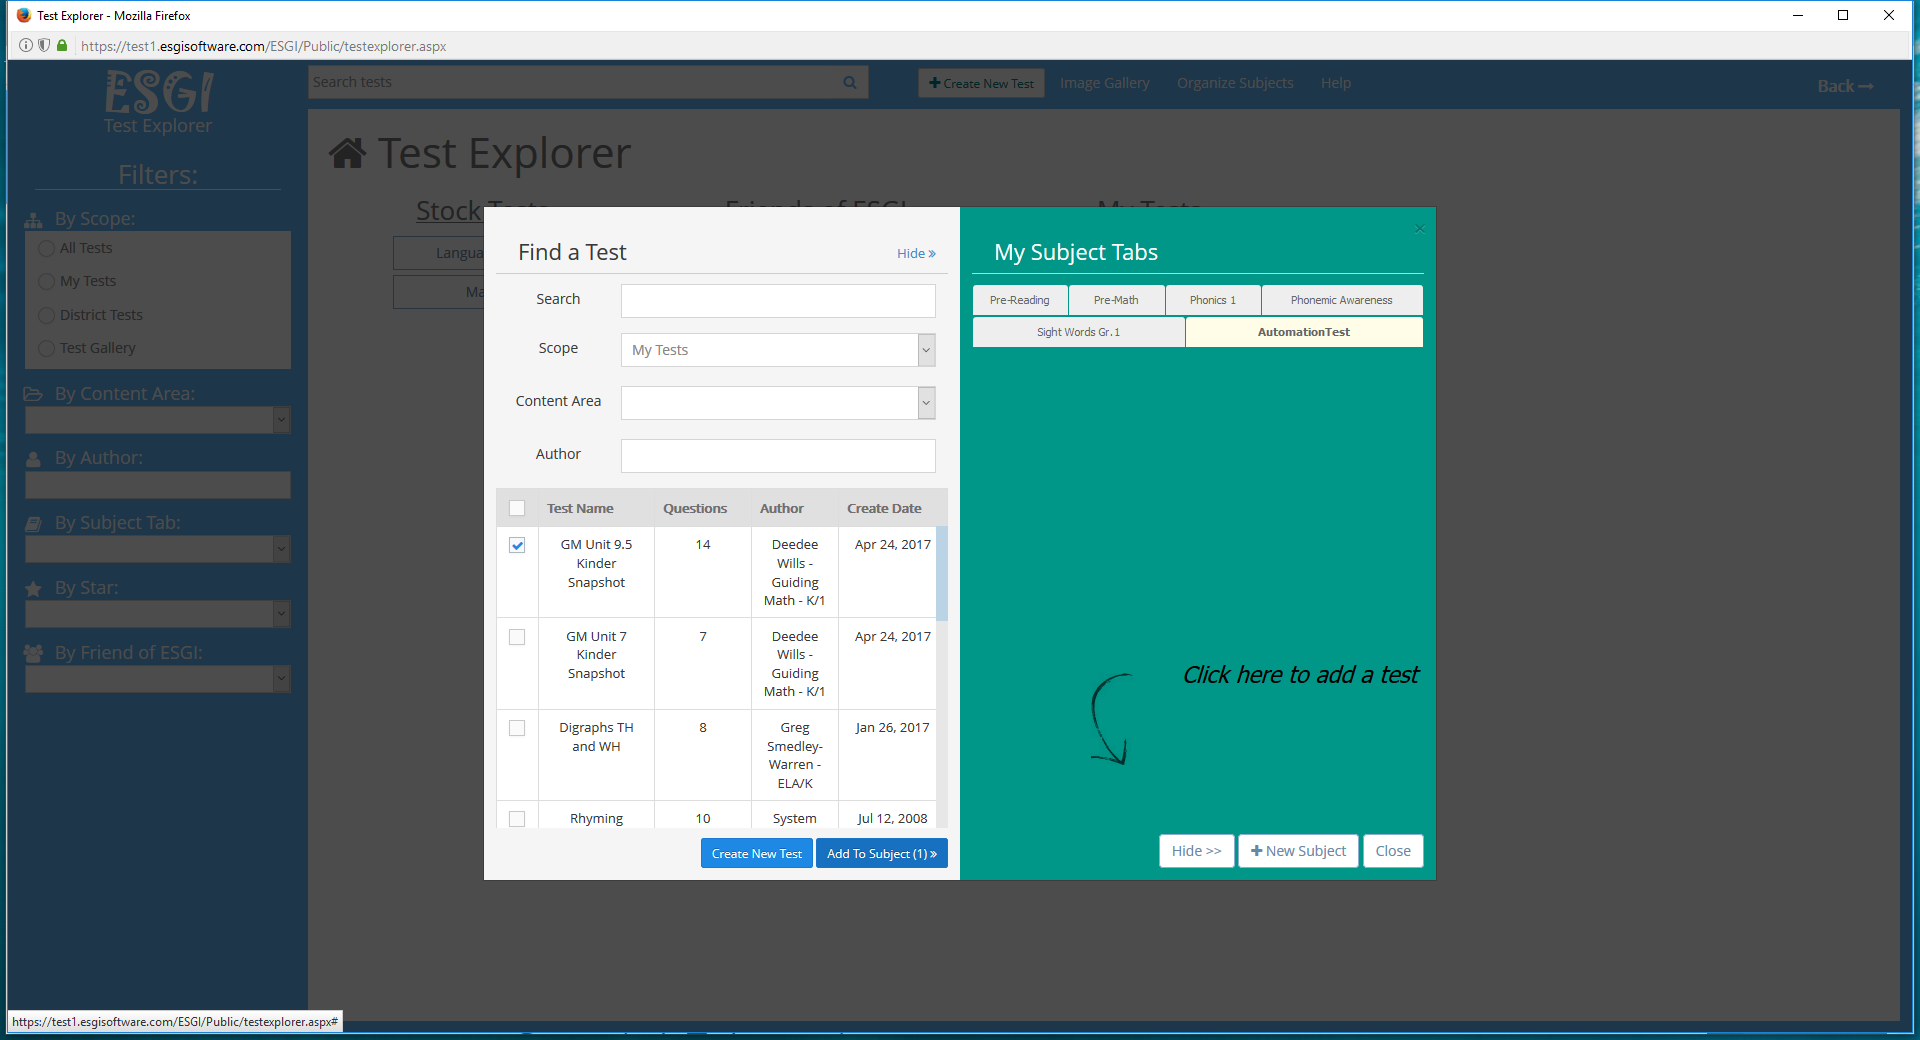 Test Explorer - Mozilla Firefox
https://test1.esgisoftware.com/ESGI/Public/testexplorer.aspx
ESGI
Test Explorer
Search tests
Create New Test
Image Gallery
Organize Subjects
Help
Back
Filters:
By Scope:
All Tests
My Tests
District Tests
Test Gallery
By Content Area:
By Author:
By Subject Tab:
By Star:
By Friend of ESGI:
Test Explorer
Stock Tests
Friends of ESGI
My Tests
Langua
Ma
Find a Test
Hide »
Search
Scope
My Tests
Content Area
Author
Test Name Questions Author Create Date
GM Unit 9.5 14 Deedee Apr 24, 2017
Kinder Wills -
Snapshot Guiding
Math - K/1
GM Unit 7 7 Deedee Apr 24, 2017
Kinder Wills -
Snapshot Guiding
Math - K/1
Digraphs TH 8 Greg Jan 26, 2017
and WH Smedley-
Warren -
ELA/K
Rhyming 10 System Jul 12, 2008
Create New Test
Add To Subject (1) »
My Subject Tabs
×
Pre-Reading Pre-Math Phonics 1 Phonemic Awareness
Sight Words Gr.1 AutomationTest
Click here to add a test
Hide >>
+ New Subject
Close
https://test1.esgisoftware.com/ESGI/Public/testexplorer.aspx#